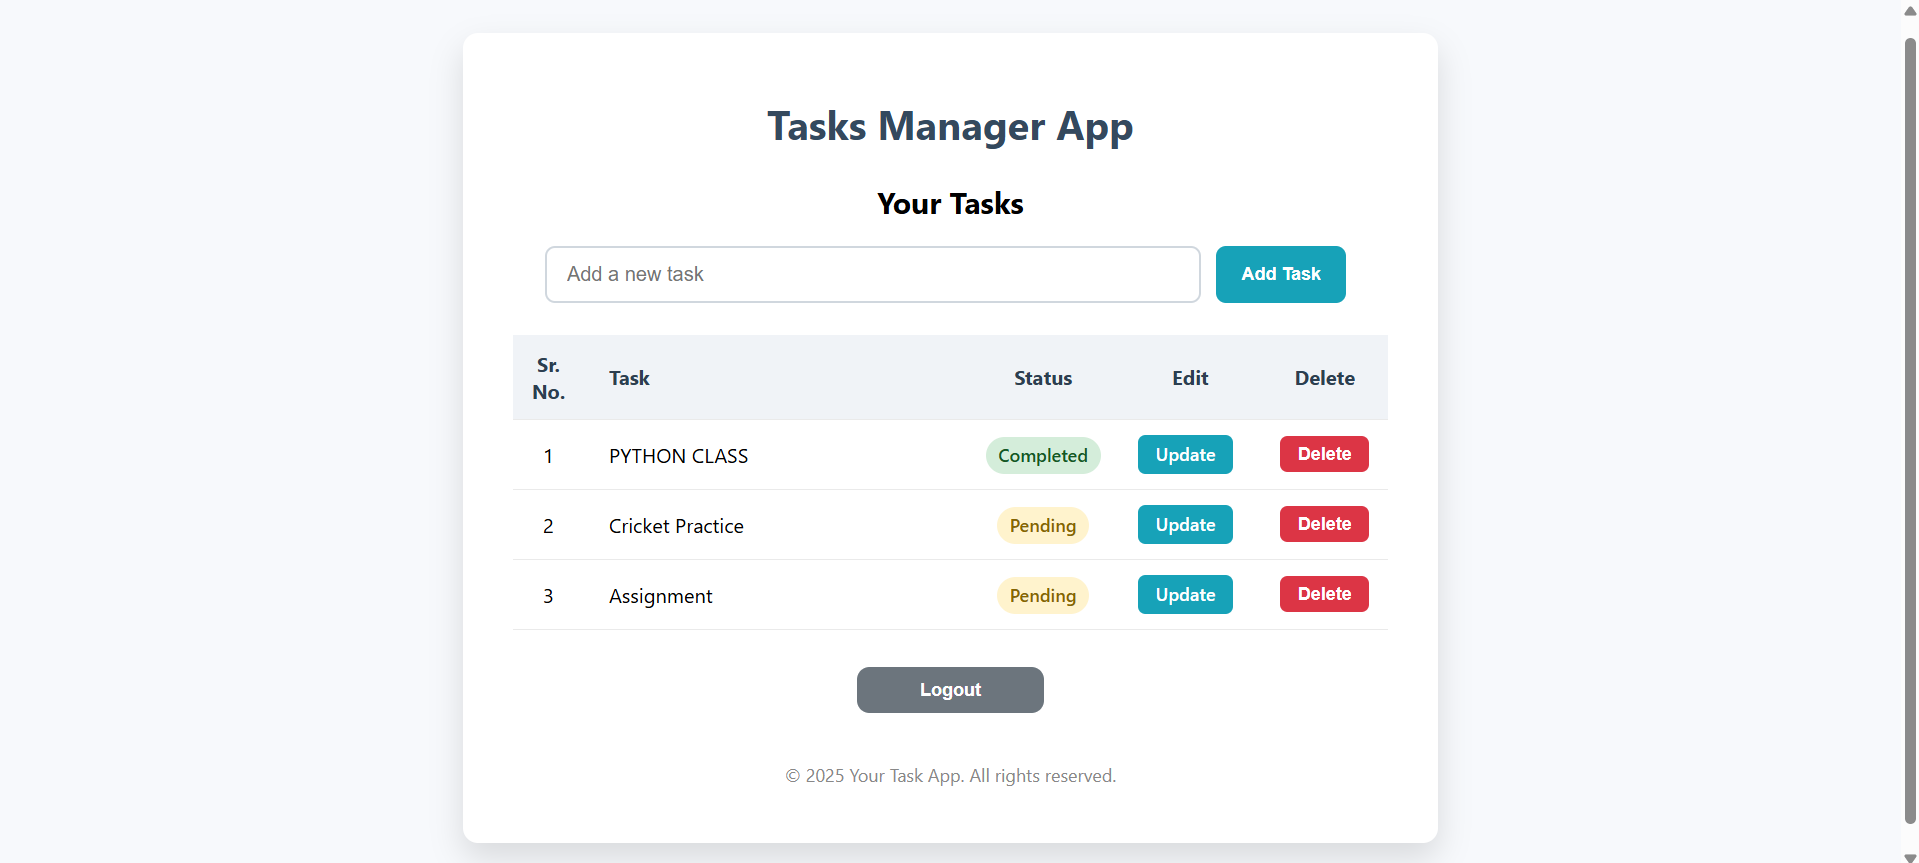 Tasks Manager App
Your Tasks
Add a new task Add Task
Sr. No. Task Status Edit Delete
1 PYTHON CLASS Completed Update Delete
2 Cricket Practice Pending Update Delete
3 Assignment Pending Update Delete
Logout
© 2025 Your Task App. All rights reserved.